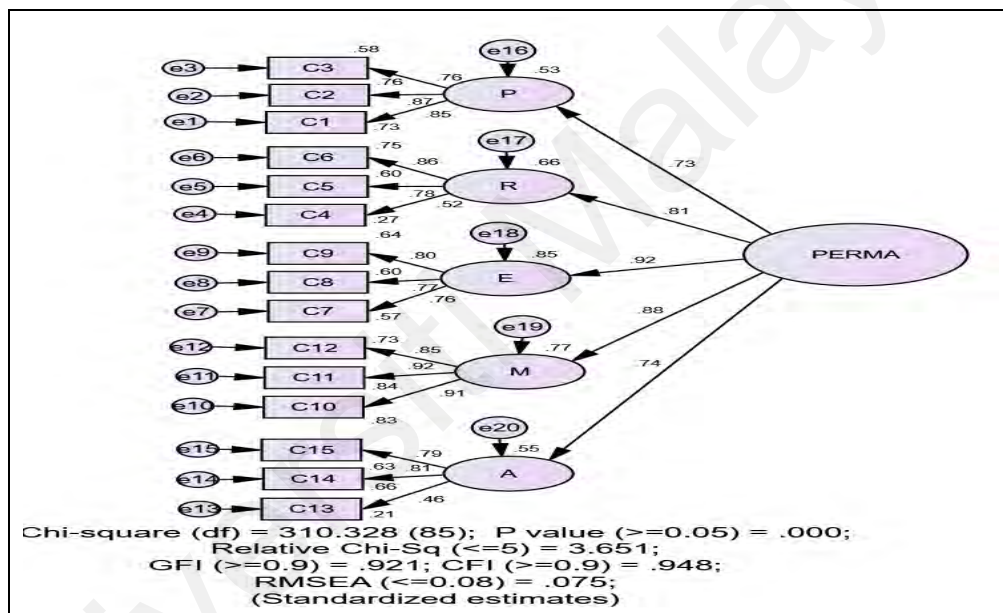 .58
e16
e3 C3 .76 .53
e2 C2 .76 P
.87
e1 C1 .85
.73
e17
.75
e6 C6 .86 .66 .73
e5 C5 .60 R
.78
e4 C4 .52 .81
.27
e18
.64
e9 C9 .80 .85
e8 C8 .60 E .92 PERMA
.77
e7 C7 .76
.57 .88
e19
e12 C12 .73 .85 .77
e11 C11 .92 M .74
.84
e10 C10 .91
.83
e20
e15 C15 .79 .55
e14 C14 .63 .81 A
.66
e13 C13 .46
.21
Chi-square (df) = 310.328 (85); P value (>=0.05) = .000;
Relative Chi-Sq (<=5) = 3.651;
GFI (>=0.9) = .921; CFI (>=0.9) = .948;
RMSEA (<=0.08) = .075;
(Standardized estimates)